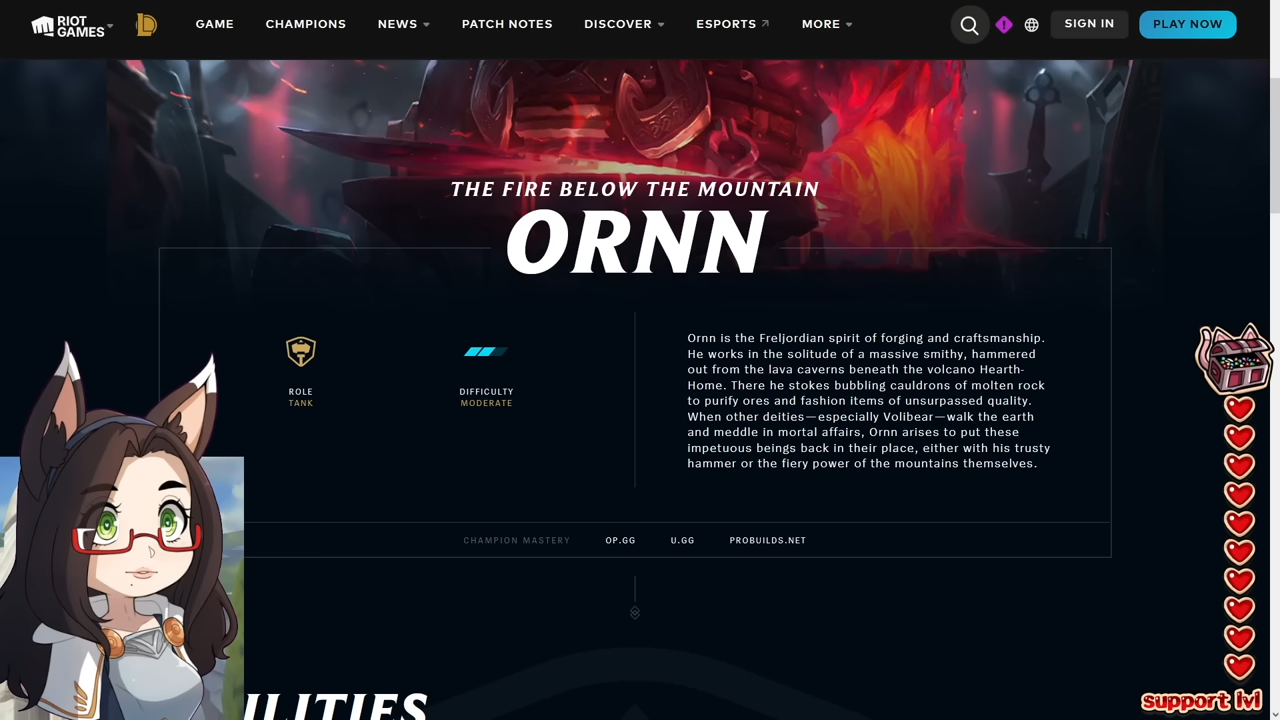 RIOT GAMES
GAME
CHAMPIONS
NEWS
PATCH NOTES
DISCOVER
ESPORTS
MORE
SIGN IN
PLAY NOW
THE FIRE BELOW THE MOUNTAIN
ORNN
ROLE
TANK
DIFFICULTY
MODERATE
Ornn is the Freljordian spirit of forging and craftsmanship.
He works in the solitude of a massive smithy, hammered
out from the lava caverns beneath the volcano Hearth-
Home. There he stokes bubbling cauldrons of molten rock
to purify ores and fashion items of unsurpassed quality.
When other deities—especially Volibear—walk the earth
and meddle in mortal affairs, Ornn arises to put these
impetuous beings back in their place, either with his trusty
hammer or the fiery power of the mountains themselves.
CHAMPION MASTERY
OP.GG
U.GG
PROBUILDS.NET
ILITIES
support lvl